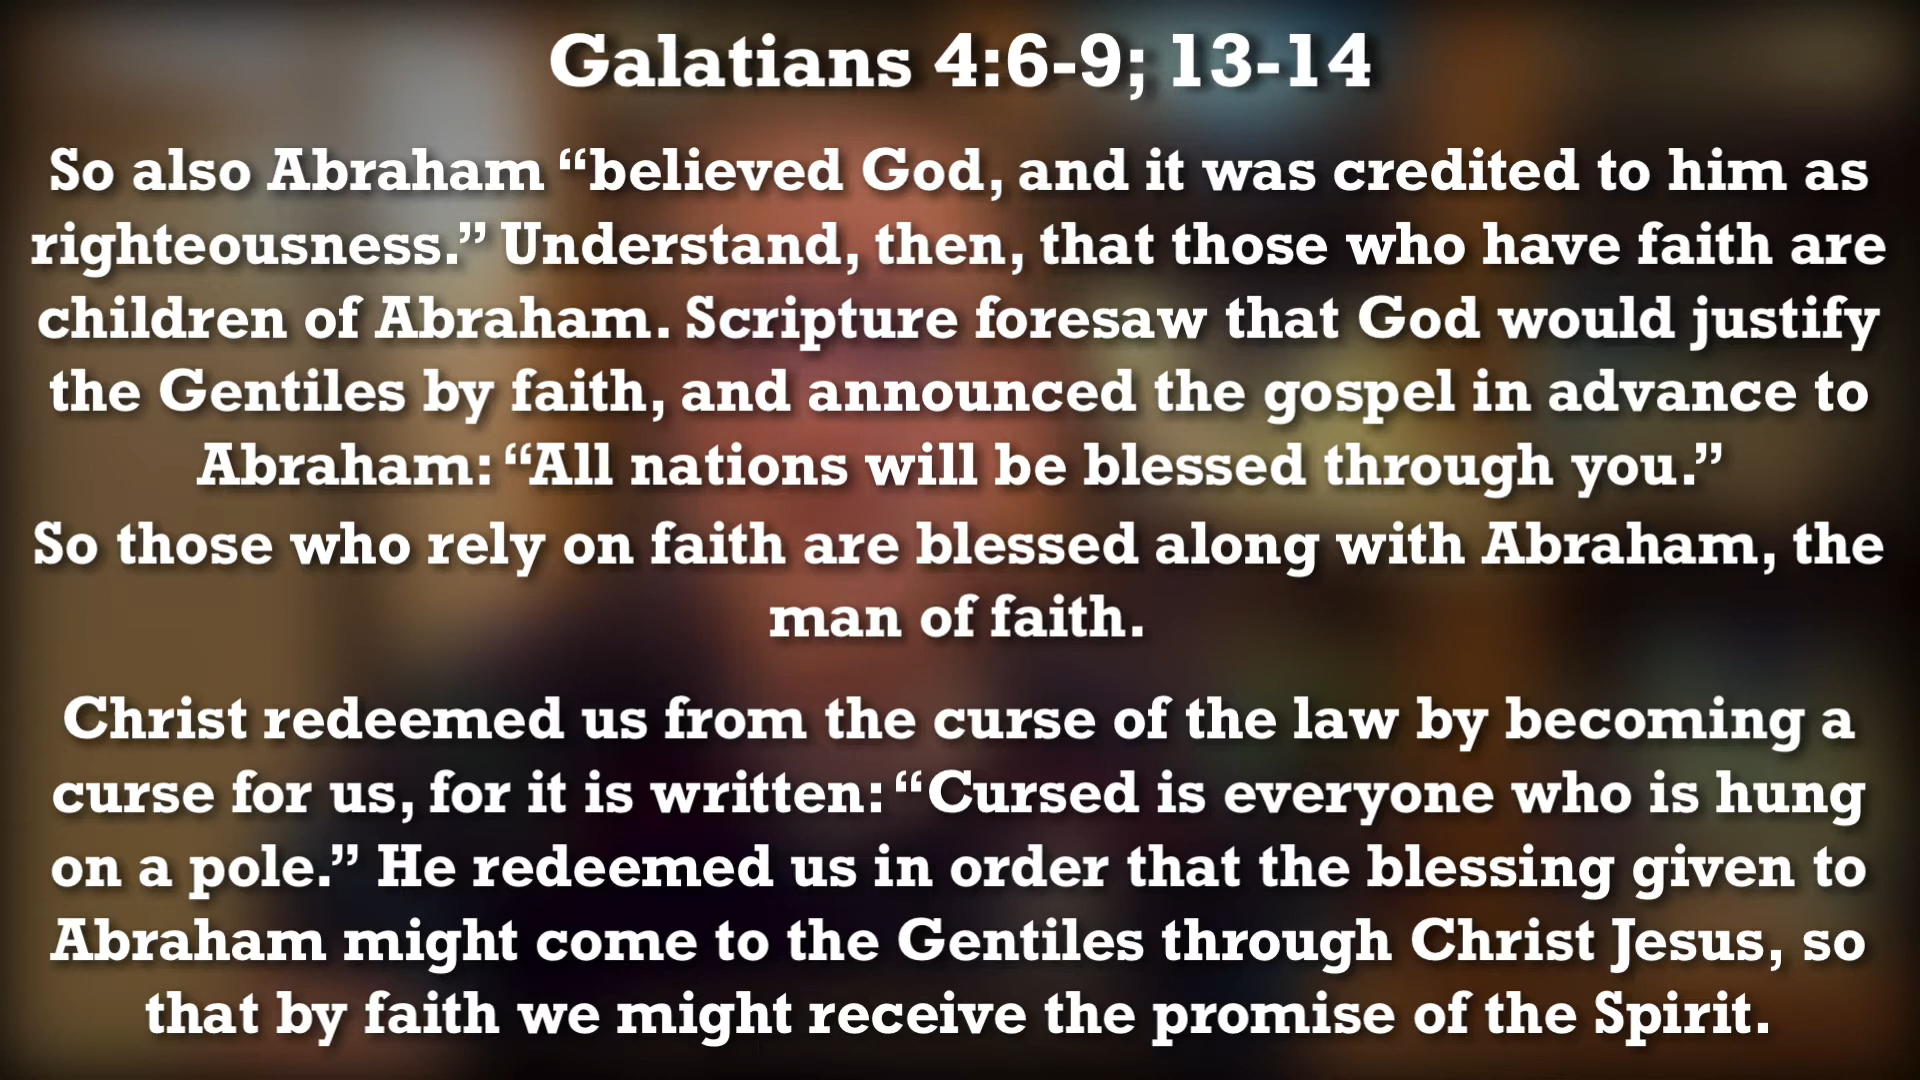 Galatians 4:6-9; 13-14
So also Abraham “believed God, and it was credited to him as
righteousness.” Understand, then, that those who have faith are
children of Abraham. Scripture foresaw that God would justify
the Gentiles by faith, and announced the gospel in advance to
Abraham: “All nations will be blessed through you.”
So those who rely on faith are blessed along with Abraham, the
man of faith.
Christ redeemed us from the curse of the law by becoming a
curse for us, for it is written: “Cursed is everyone who is hung
on a pole.” He redeemed us in order that the blessing given to
Abraham might come to the Gentiles through Christ Jesus, so
that by faith we might receive the promise of the Spirit.